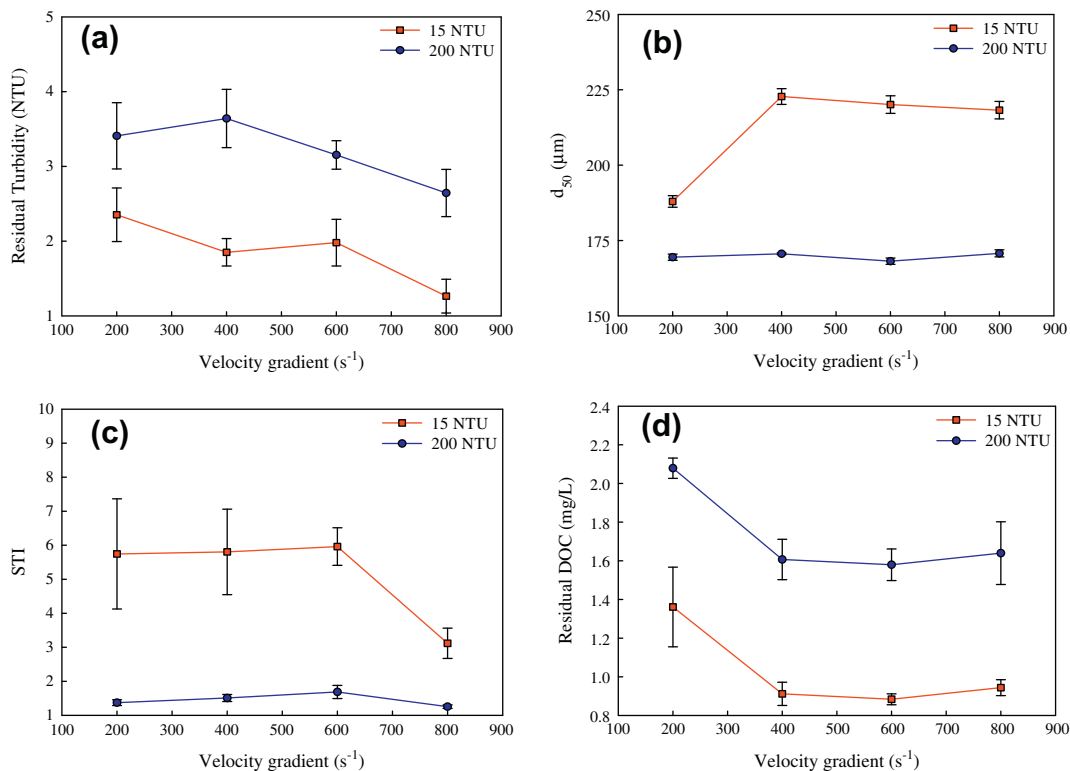 (a)
15 NTU
200 NTU
5
4
3
2
1
Residual Turbidity (NTU)
100 200 300 400 500 600 700 800 900
Velocity gradient (s⁻¹)
(b)
15 NTU
200 NTU
250
225
200
175
150
d₅₀ (μm)
100 200 300 400 500 600 700 800 900
Velocity gradient (s⁻¹)
(c)
15 NTU
200 NTU
10
9
8
7
6
5
4
3
2
1
STI
100 200 300 400 500 600 700 800 900
Velocity gradient (s⁻¹)
(d)
15 NTU
200 NTU
2.4
2.2
2.0
1.8
1.6
1.4
1.2
1.0
0.8
Residual DOC (mg/L)
100 200 300 400 500 600 700 800 900
Velocity gradient (s⁻¹)